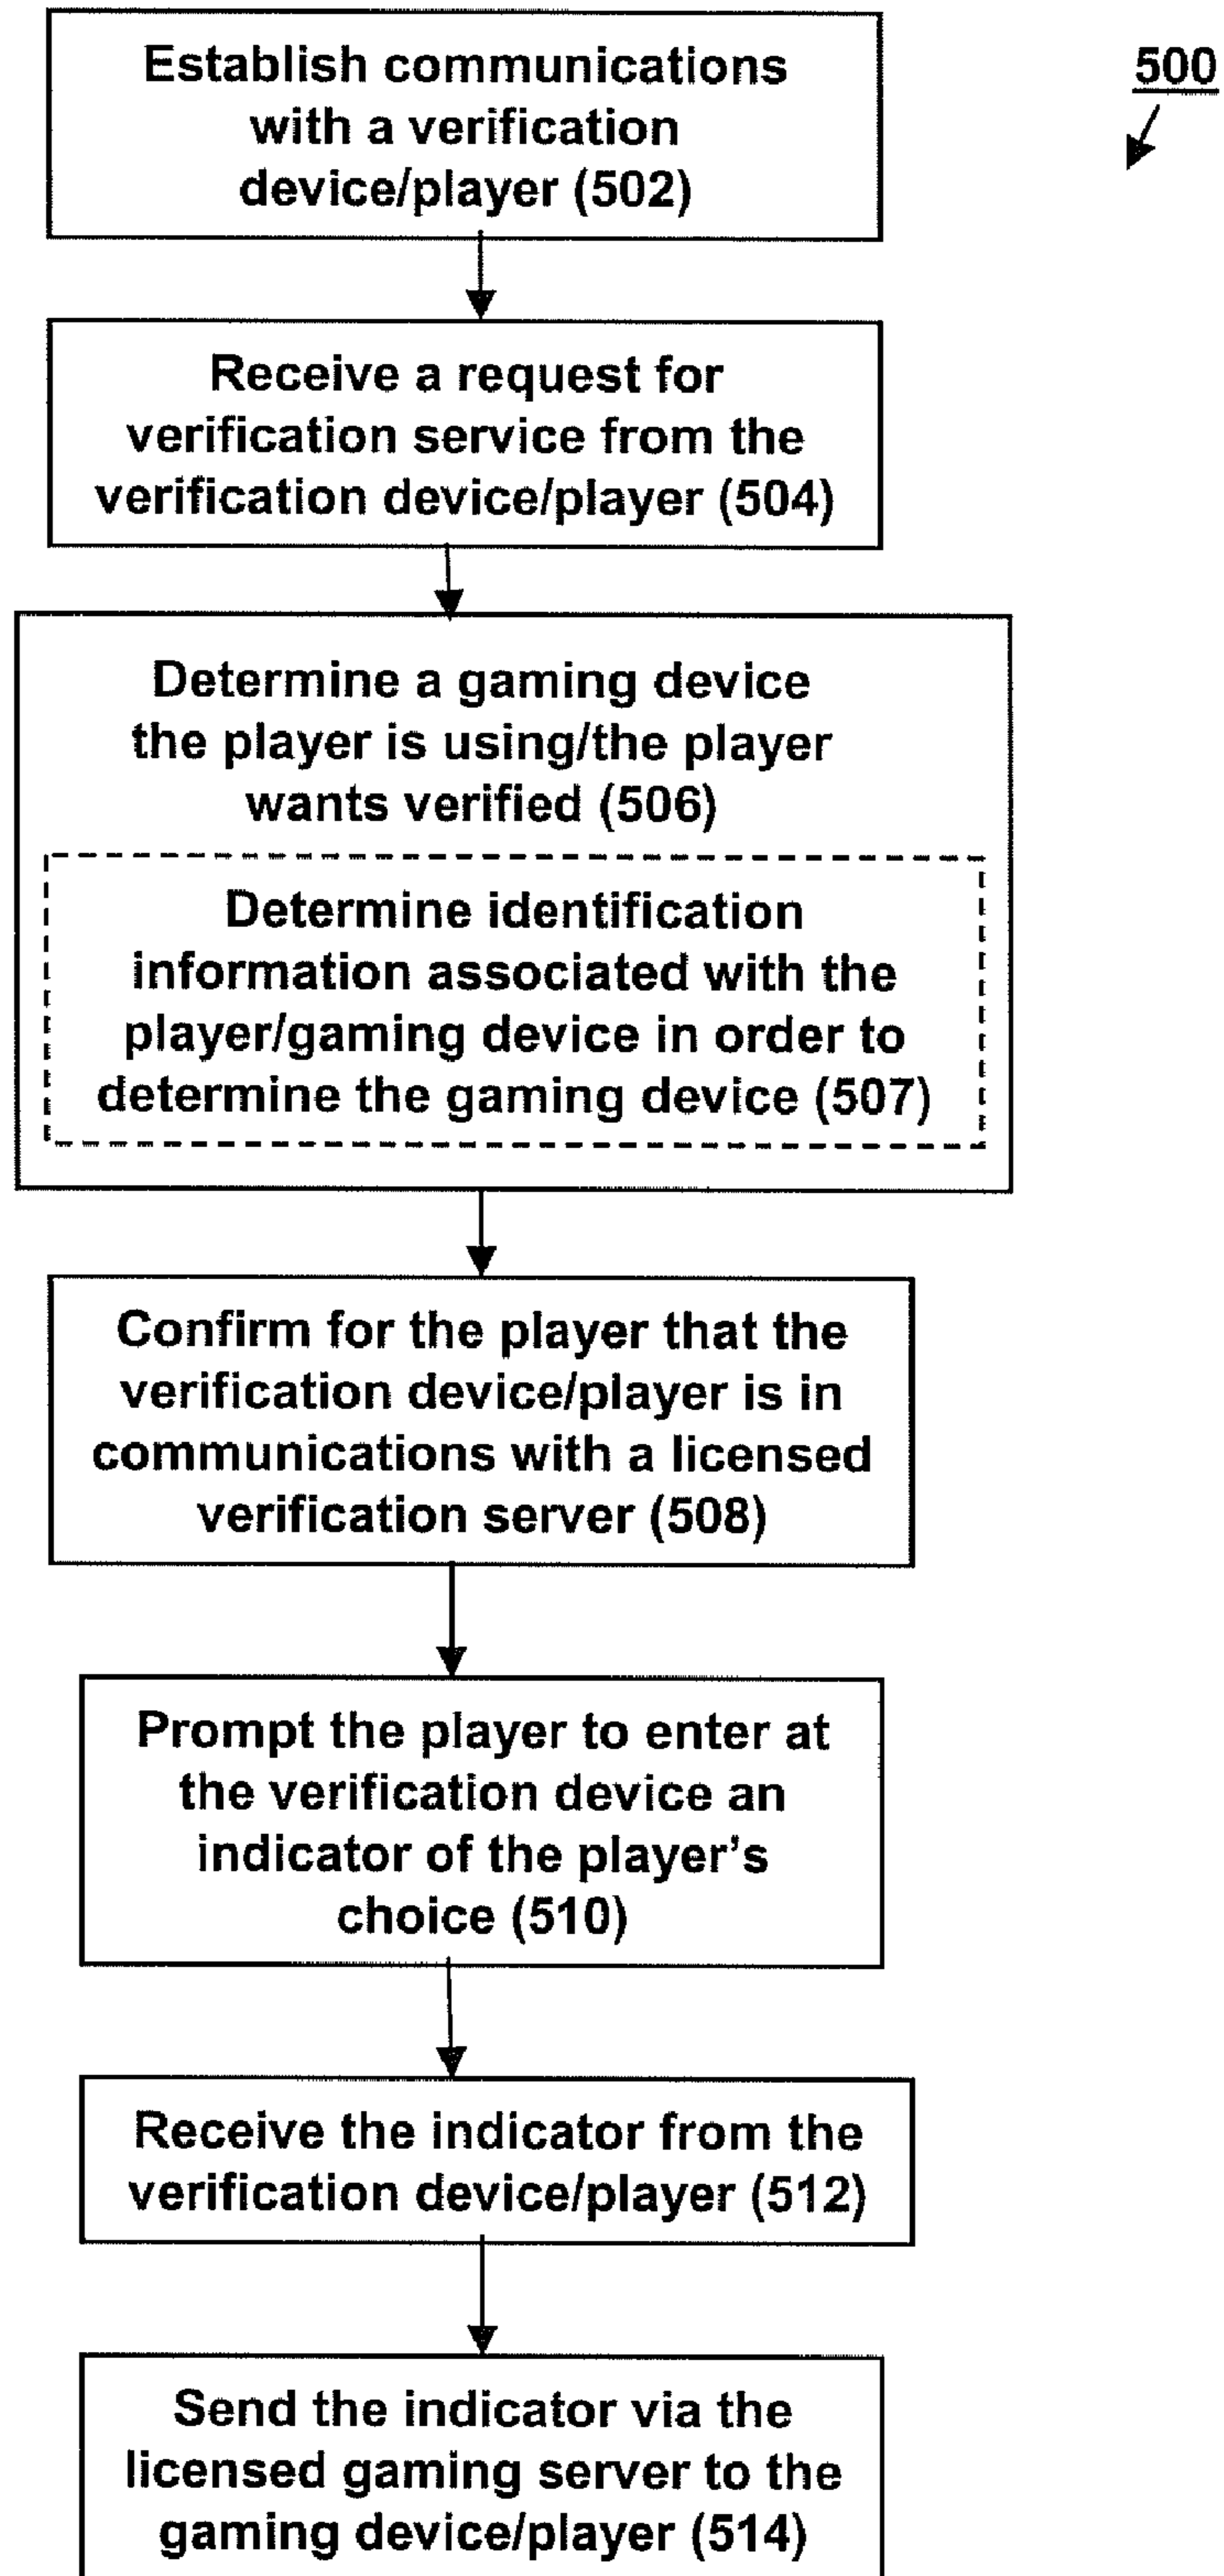 500
Establish communications
with a verification
device/player (502)
Receive a request for
verification service from the
verification device/player (504)
Determine a gaming device
the player is using/the player
wants verified (506)
Determine identification
information associated with the
player/gaming device in order to
determine the gaming device (507)
Confirm for the player that the
verification device/player is in
communications with a licensed
verification server (508)
Prompt the player to enter at
the verification device an
indicator of the player’s
choice (510)
Receive the indicator from the
verification device/player (512)
Send the indicator via the
licensed gaming server to the
gaming device/player (514)